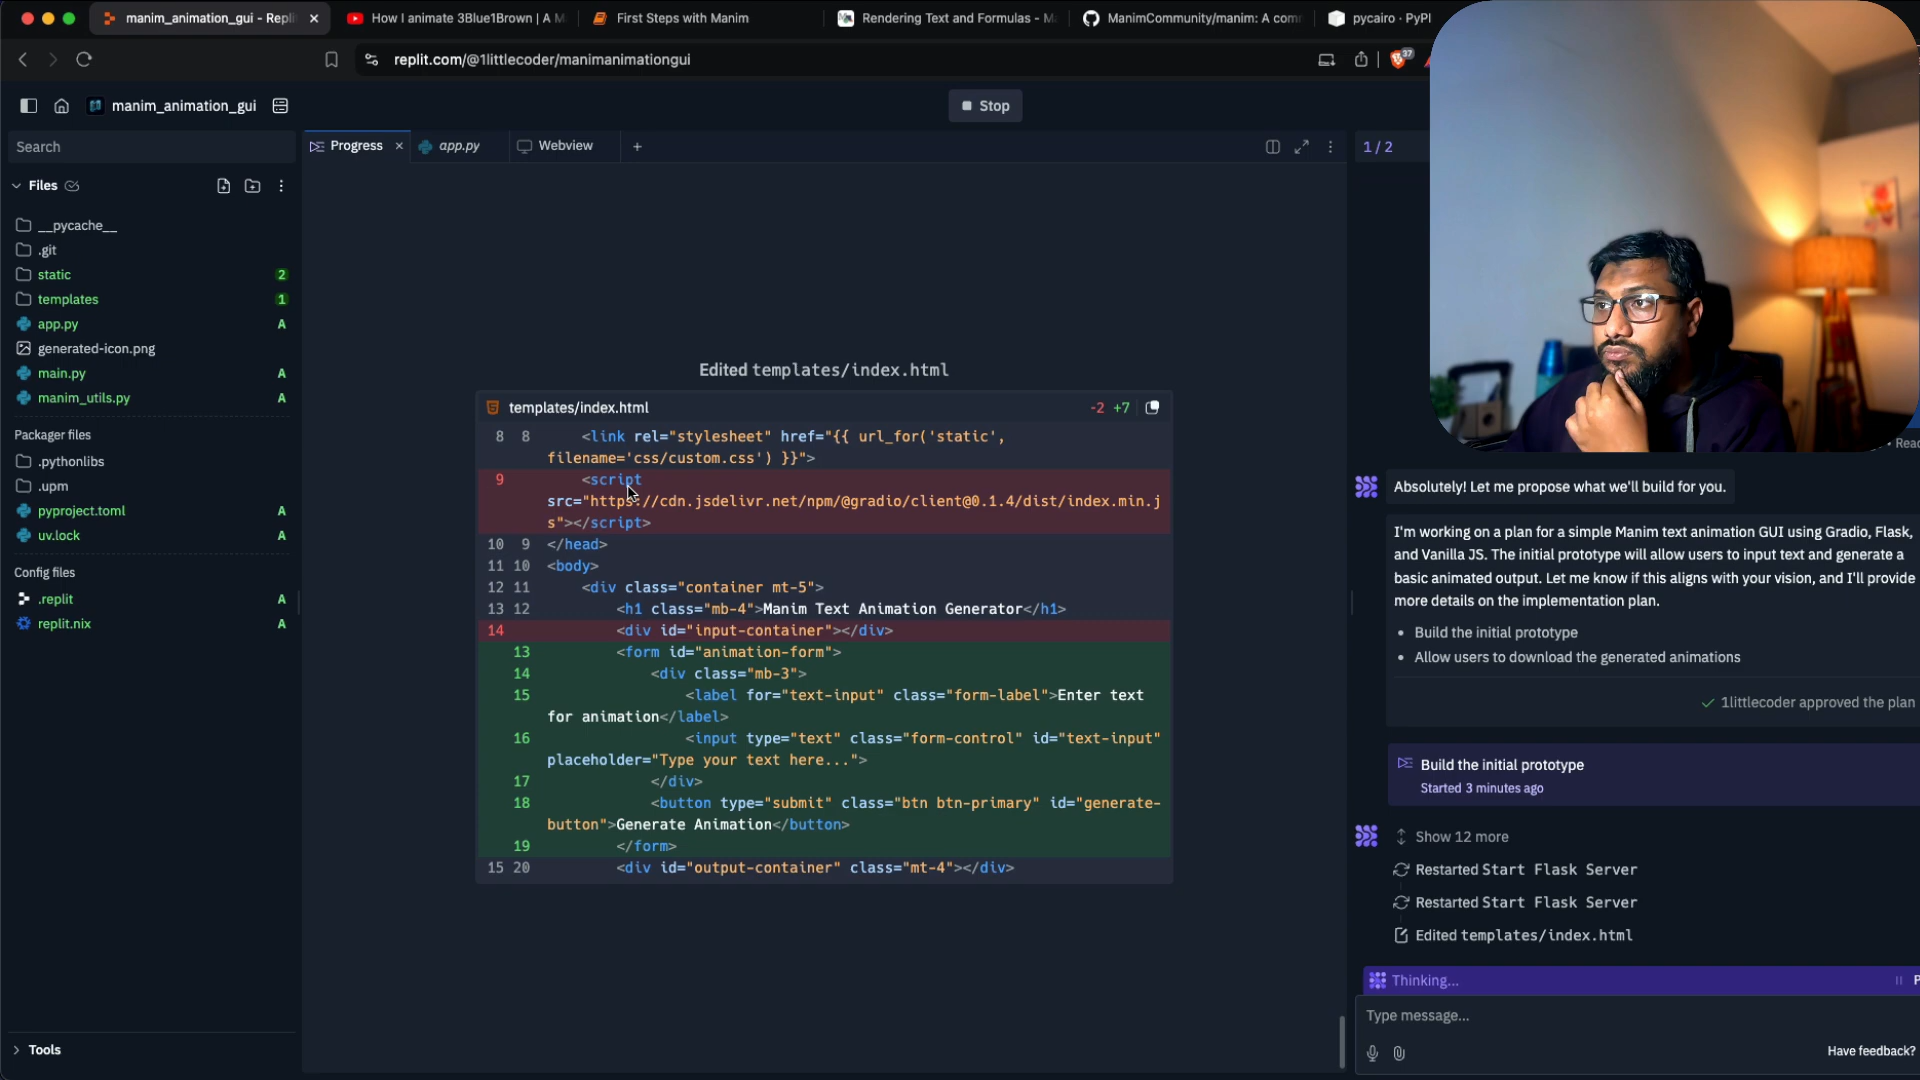 manim_animation_gui - Repli
How I animate 3Blue1Brown | A M
First Steps with Manim
Rendering Text and Formulas - Ma
ManimCommunity/manim: A com
pycairo · PyPI
replit.com/@1littlecoder/manimanimationgui
37
manim_animation_gui
Stop
Search
Progress
app.py
Webview
1 / 2
Files
__pycache__
.git
static 2
templates 1
app.py A
generated-icon.png
main.py A
manim_utils.py A
Packager files
.pythonlibs
.upm
pyproject.toml A
uv.lock A
Config files
.replit A
replit.nix A
Tools
Edited templates/index.html
templates/index.html -2 +7
8 8 <link rel="stylesheet" href="{{ url_for('static',
filename='css/custom.css') }}">
9 <script
src="https://cdn.jsdelivr.net/npm/@gradio/client@0.1.4/dist/index.min.j
s"></script>
10 9 </head>
11 10 <body>
12 11 <div class="container mt-5">
13 12 <h1 class="mb-4">Manim Text Animation Generator</h1>
14 <div id="input-container"></div>
13 <form id="animation-form">
14 <div class="mb-3">
15 <label for="text-input" class="form-label">Enter text
for animation</label>
16 <input type="text" class="form-control" id="text-input"
placeholder="Type your text here...">
17 </div>
18 <button type="submit" class="btn btn-primary" id="generate-
button">Generate Animation</button>
19 </form>
15 20 <div id="output-container" class="mt-4"></div>
Absolutely! Let me propose what we'll build for you.
I'm working on a plan for a simple Manim text animation GUI using Gradio, Flask,
and Vanilla JS. The initial prototype will allow users to input text and generate a
basic animated output. Let me know if this aligns with your vision, and I'll provide
more details on the implementation plan.
• Build the initial prototype
• Allow users to download the generated animations
1littlecoder approved the plan
Build the initial prototype
Started 3 minutes ago
Show 12 more
Restarted Start Flask Server
Restarted Start Flask Server
Edited templates/index.html
Thinking...
Type message...
Have feedback?